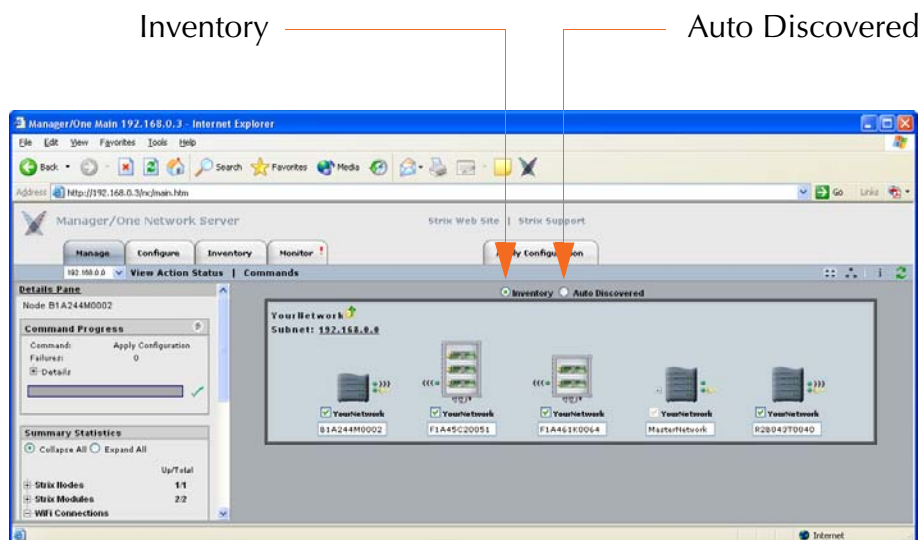 Inventory
Auto Discovered
Manager/One Main 192.168.0.3 - Internet Explorer
File Edit View Favorites Tools Help
Back Search Favorites Media
Address http://192.168.0.3/nc/main.htm Go Links
Manager/One Network Server Strix Web Site | Strix Support
Manage Configure Inventory Monitor ! Apply Configuration
192.168.0.0 View Action Status | Commands
Details Pane
Inventory Auto Discovered
Node B1A244M0002
YourNetwork
Subnet: 192.168.0.0
Command Progress
Command: Apply Configuration
Failures: 0
Details
YourNetwork YourNetwork YourNetwork YourNetwork YourNetwork
B1A244M0002 F1A45C20051 F1A461K0064 MasterNetwork R2B043T0040
Summary Statistics
Collapse All Expand All
Up/Total
Strix Nodes 1/1
Strix Modules 2/2
WiFi Connections
Internet